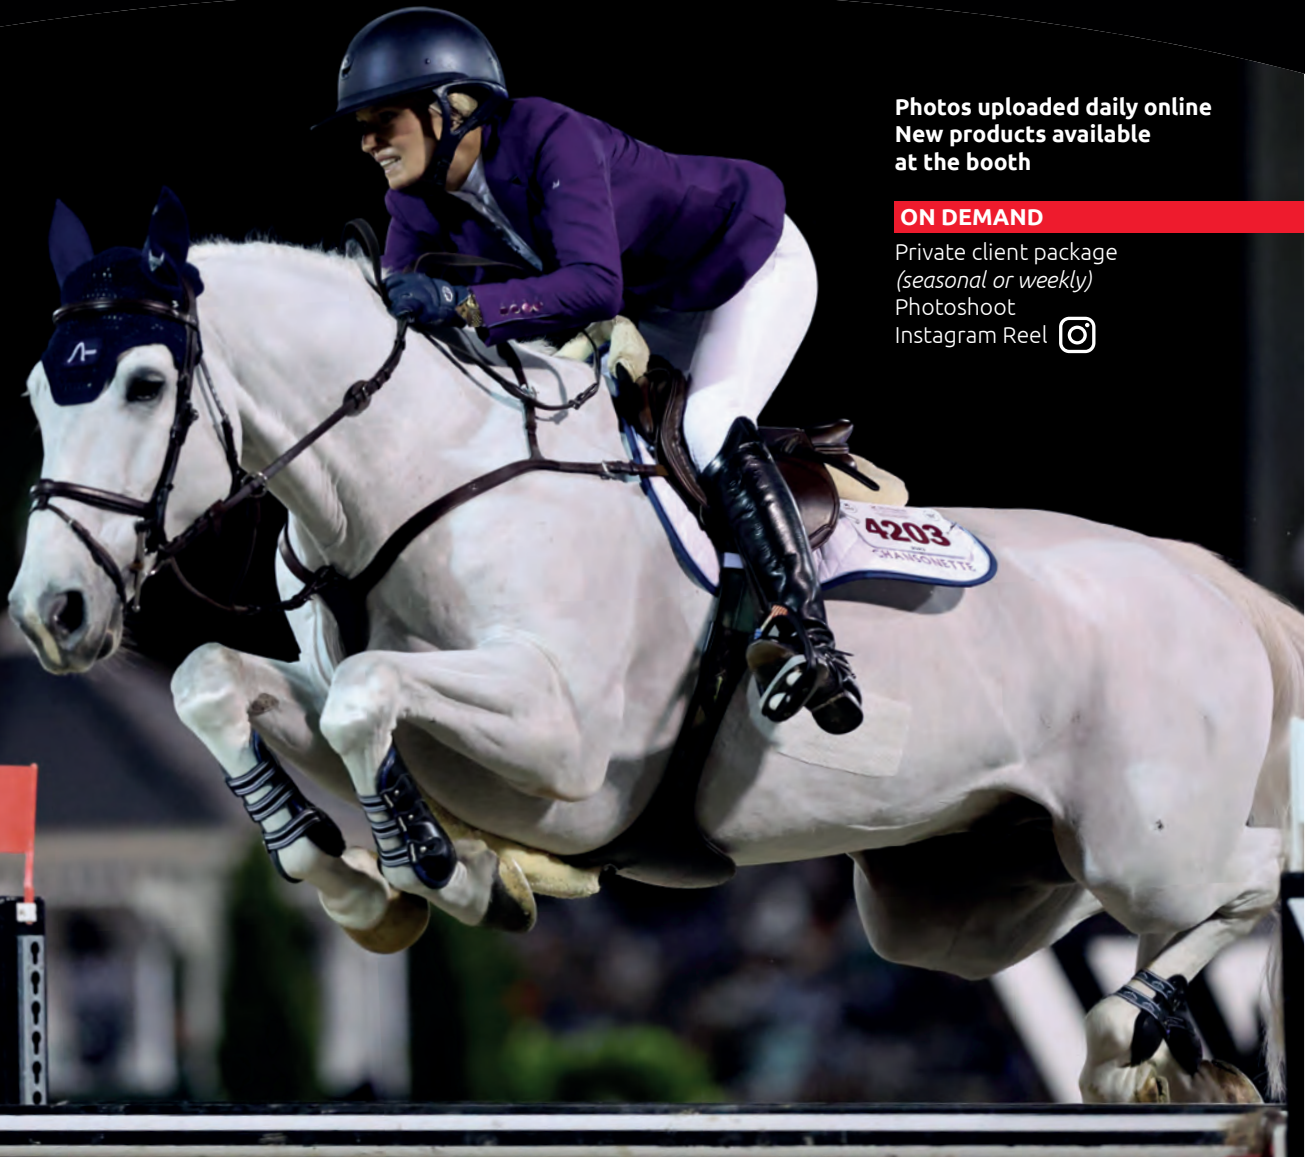 Photos uploaded daily online
New products available
at the booth
ON DEMAND
Private client package
(seasonal or weekly)
Photoshoot
Instagram Reel
4203
CHANSONETTE